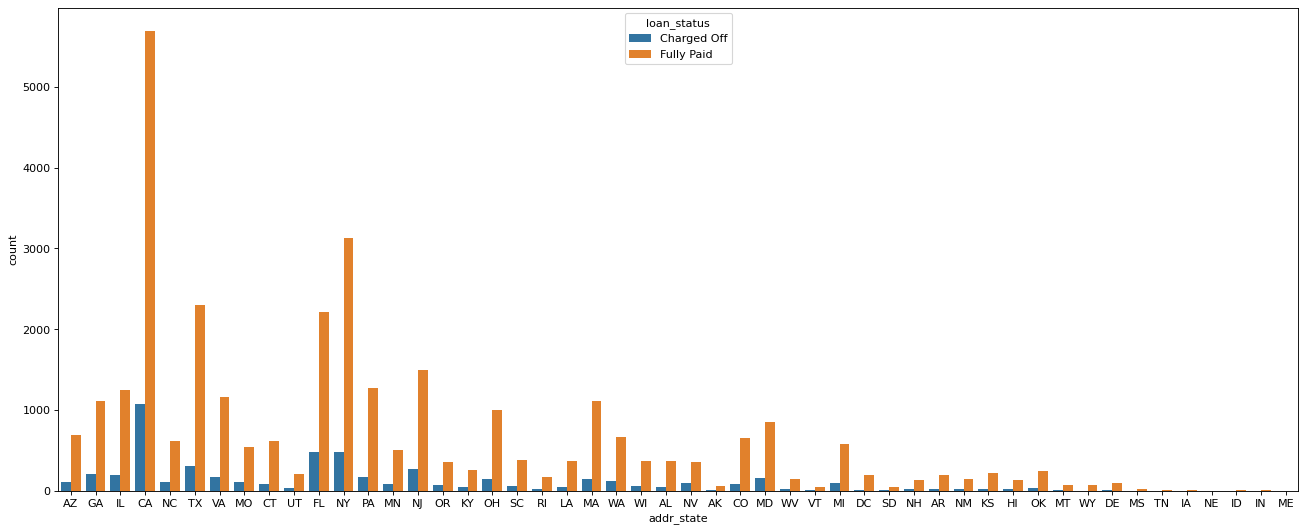 loan_status
Charged Off
Fully Paid
5000
4000
3000
2000
1000
0
count
AZ GA IL CA NC TX VA MO CT UT FL NY PA MN NJ OR KY OH SC RI LA MA WA WI AL NV AK CO MD WV VT MI DC SD NH AR NM KS HI OK MT WY DE MS TN IA NE ID IN ME
addr_state